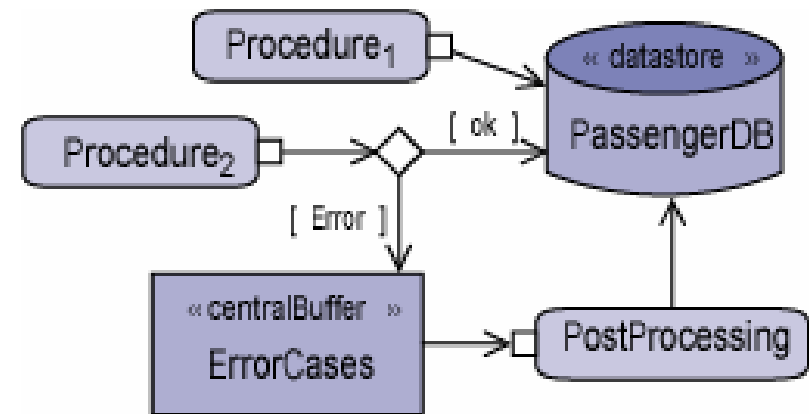 Procedure₁
« datastore »
PassengerDB
[ ok ]
Procedure₂
[ Error ]
« centralBuffer »
ErrorCases
PostProcessing